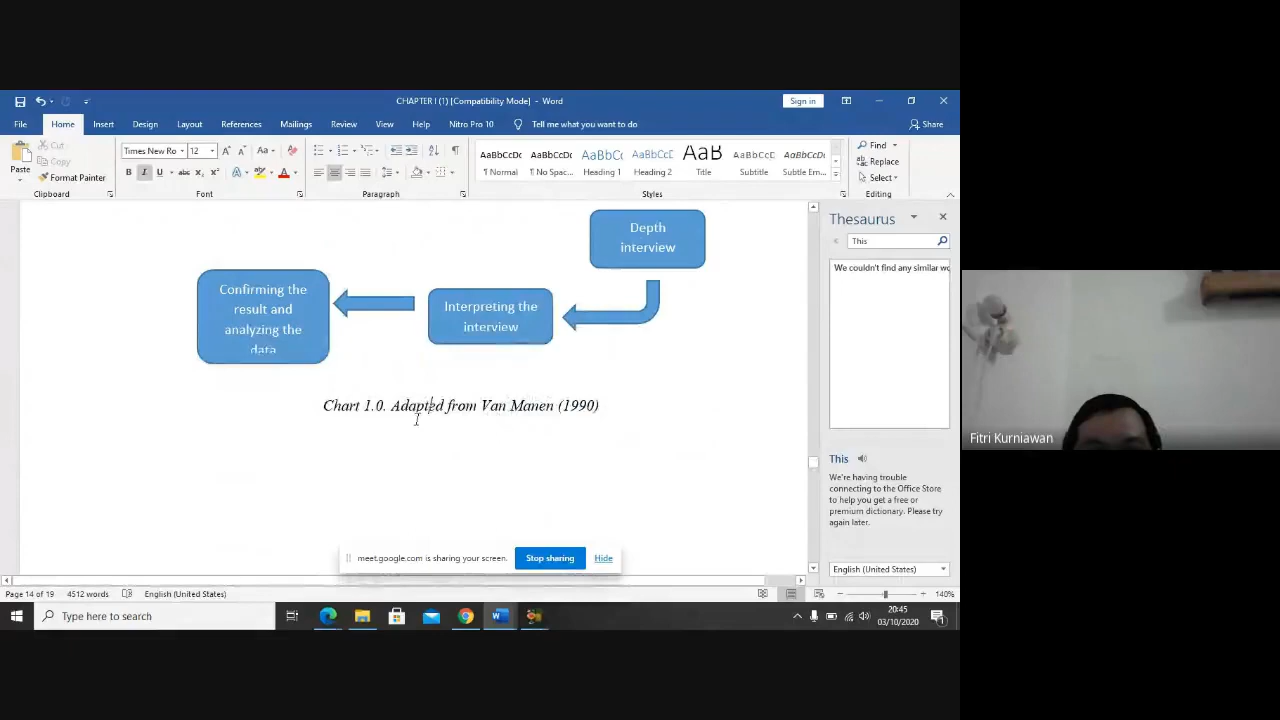 CHAPTER I (1) [Compatibility Mode] - Word
Sign in
File Home Insert Design Layout References Mailings Review View Help Nitro Pro 10 Tell me what you want to do Share
Paste
Cut
Copy
Format Painter
Clipboard
Times New Ro 12
Font
Paragraph
AaBbCcDc AaBbCcDc AaBbCc AaBbCcD AaB AaBbCcD AaBbCcD
¶ Normal ¶ No Spac... Heading 1 Heading 2 Title Subtitle Subtle Em...
Styles
Find
Replace
Select
Editing
Depth
interview
Interpreting the
interview
Confirming the
result and
analyzing the
data
Chart 1.0. Adapted from Van Manen (1990)
Thesaurus
This
We couldn't find any similar wo
This
We're having trouble
connecting to the Office Store
to help you get a free or
premium dictionary. Please try
again later.
English (United States)
meet.google.com is sharing your screen. Stop sharing Hide
Page 14 of 19 4512 words English (United States) 140%
Type here to search
20:45
03/10/2020
Fitri Kurniawan